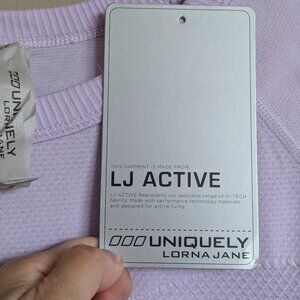 UNIQUELY
LORNA JANE
THIS GARMENT IS MADE FROM
LJ ACTIVE
LJ ACTIVE Represents our exclusive range of HI-TECH
fabrics. Made with performance technology materials
and designed for active living.
UNIQUELY
LORNA JANE